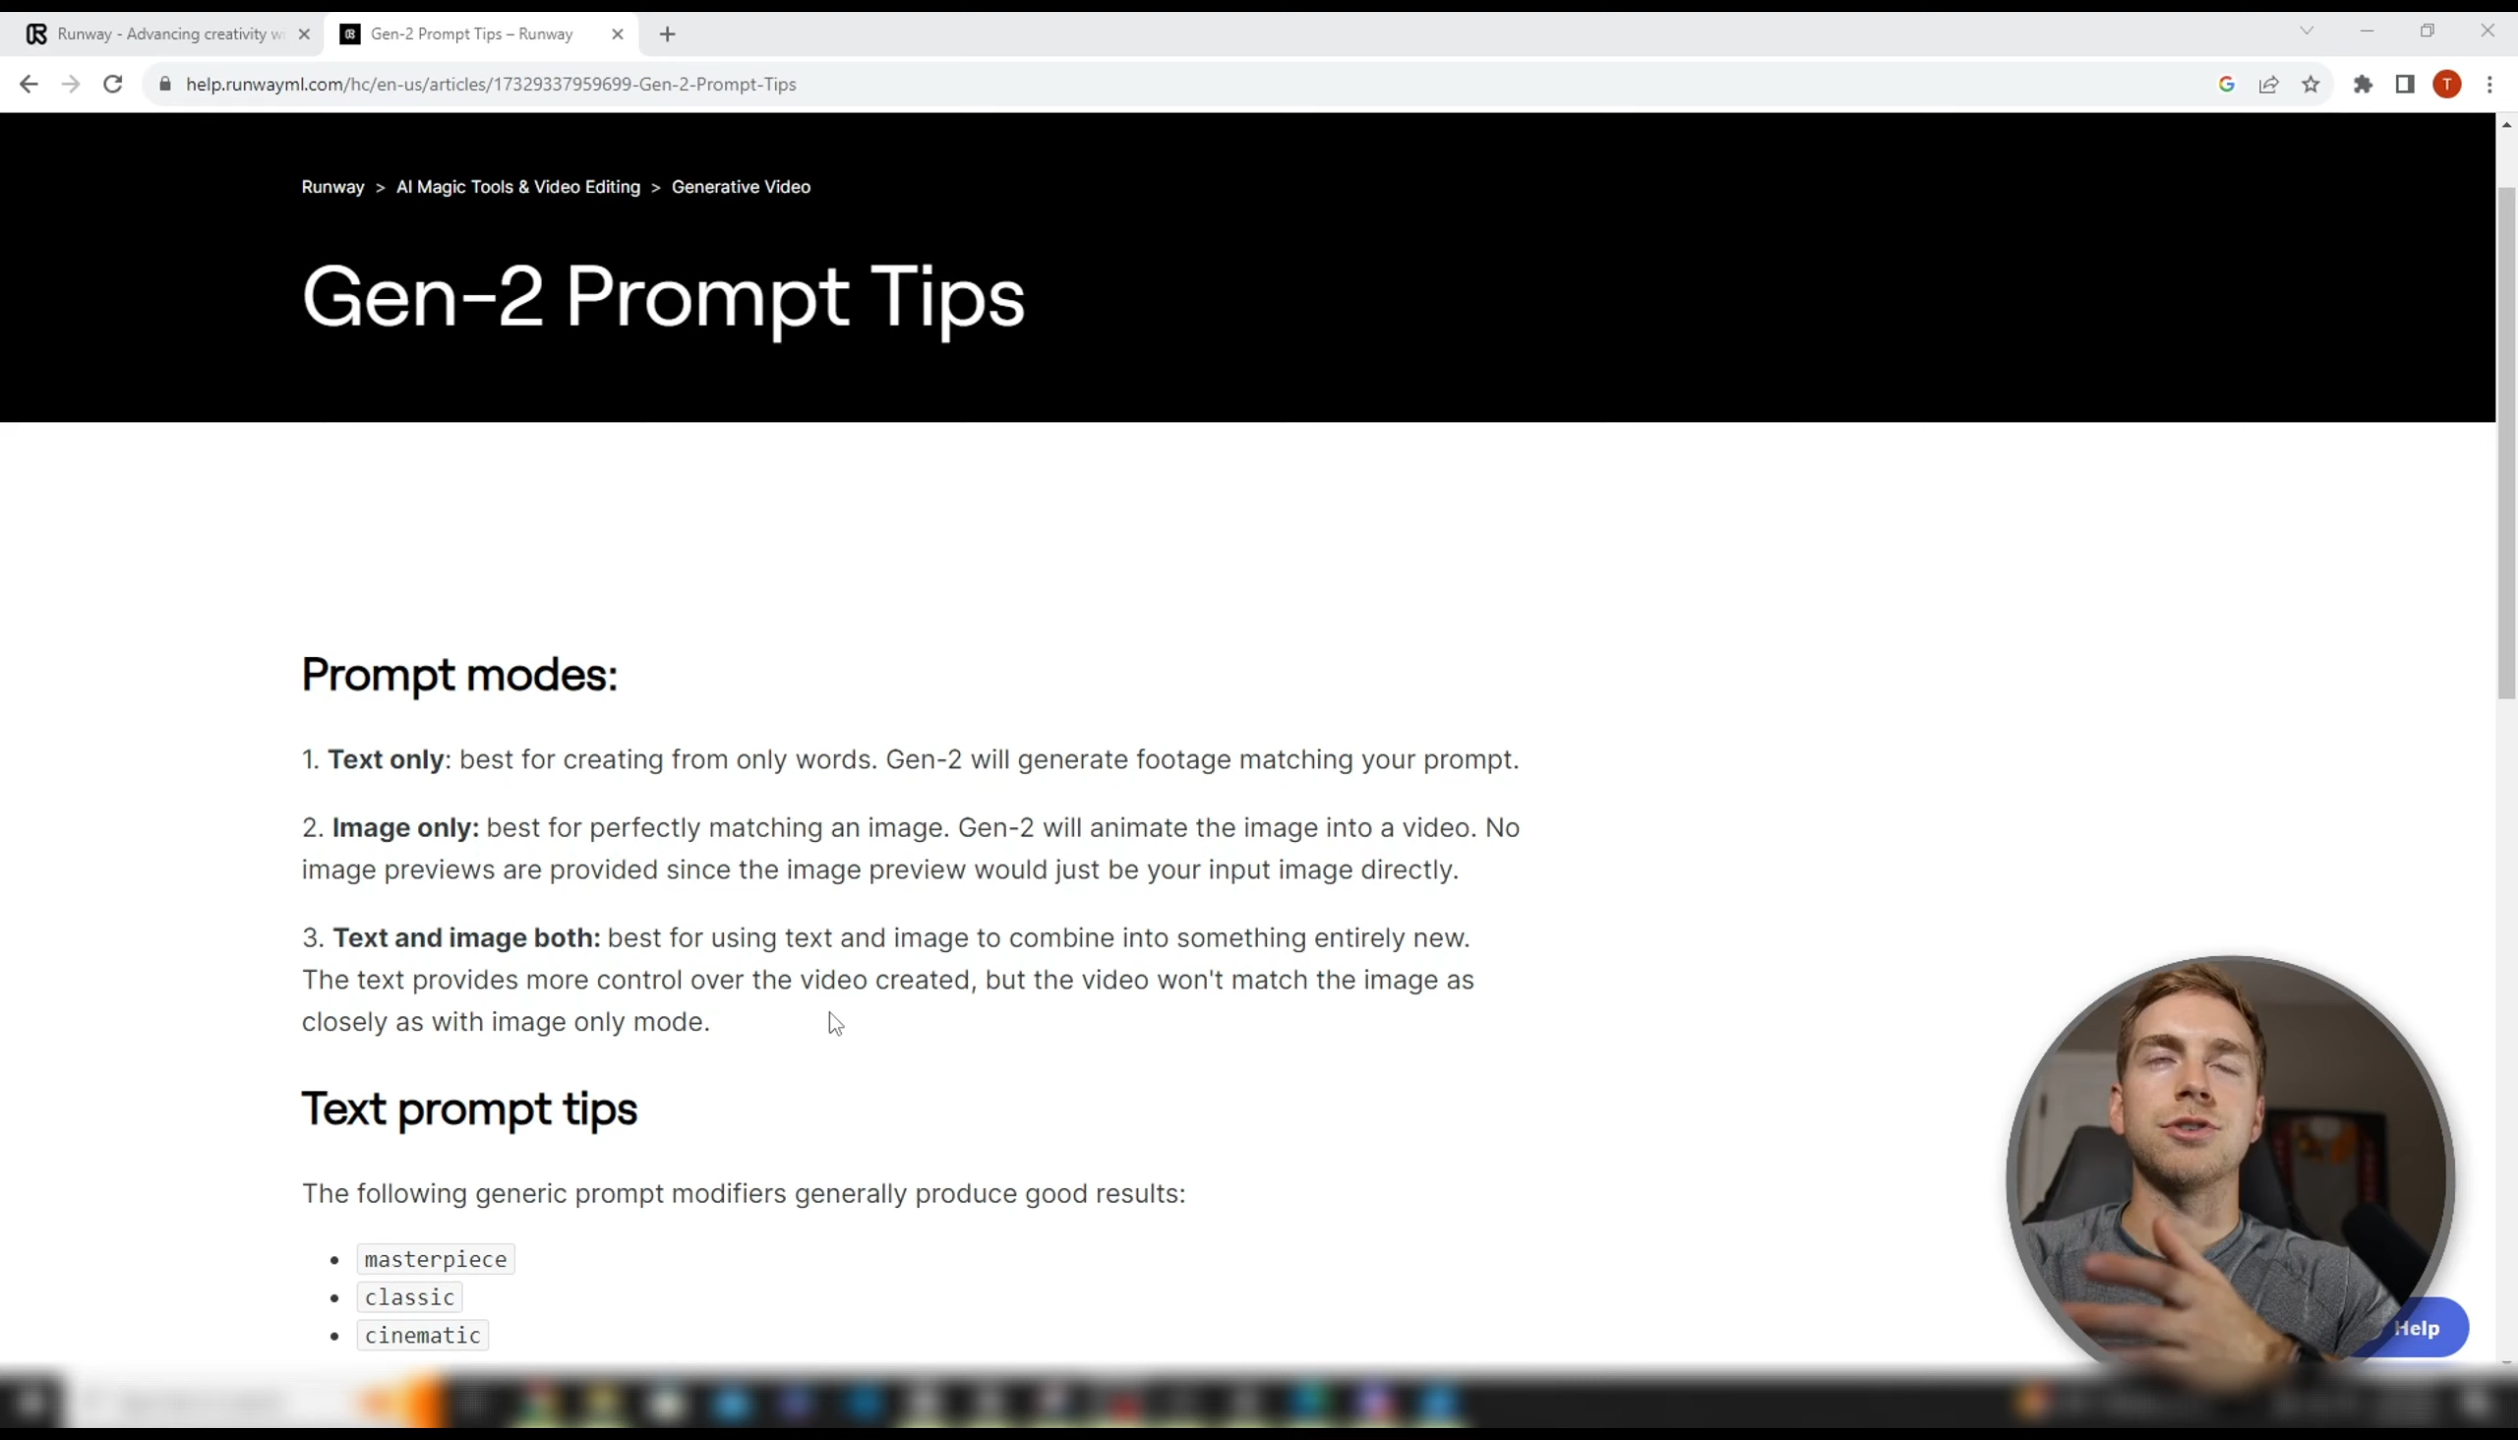 Runway - Advancing creativity wi
Gen-2 Prompt Tips – Runway
help.runwayml.com/hc/en-us/articles/17329337959699-Gen-2-Prompt-Tips
T
Runway > AI Magic Tools & Video Editing > Generative Video
Gen-2 Prompt Tips
Prompt modes:
1. Text only: best for creating from only words. Gen-2 will generate footage matching your prompt.
2. Image only: best for perfectly matching an image. Gen-2 will animate the image into a video. No
image previews are provided since the image preview would just be your input image directly.
3. Text and image both: best for using text and image to combine into something entirely new.
The text provides more control over the video created, but the video won't match the image as
closely as with image only mode.
Text prompt tips
The following generic prompt modifiers generally produce good results:
• masterpiece
• classic
• cinematic
Help